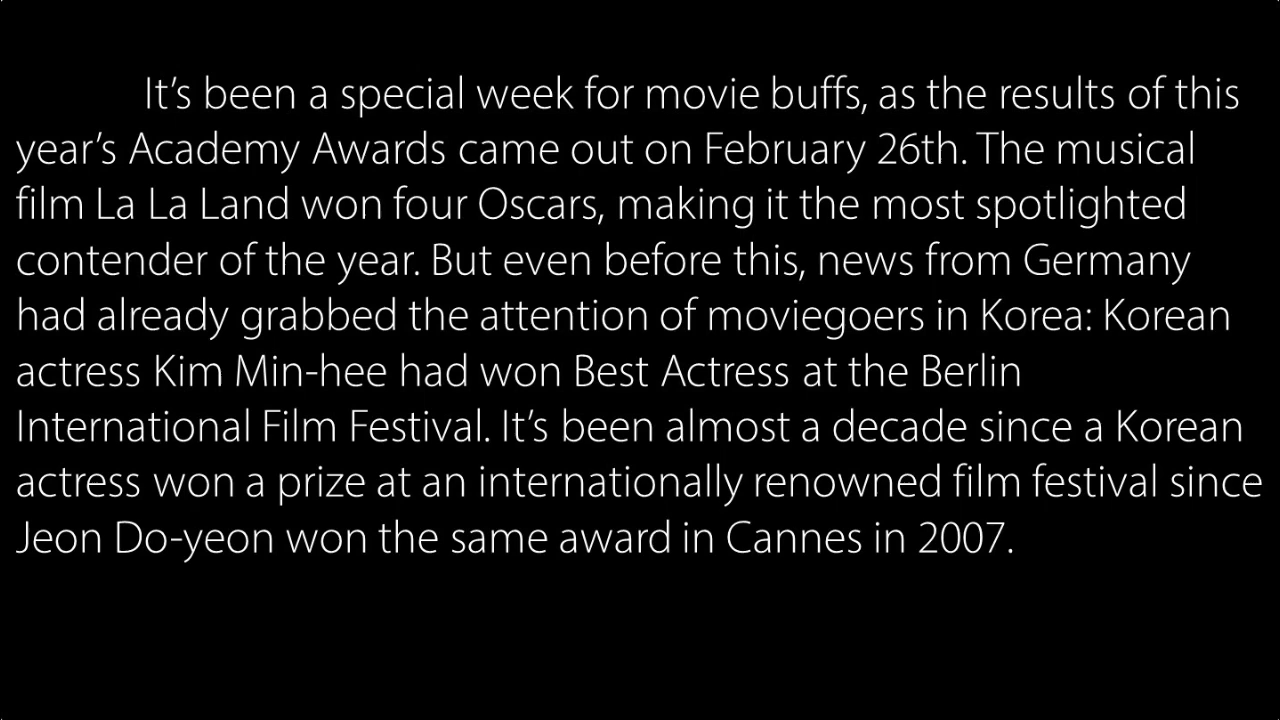 It’s been a special week for movie buffs, as the results of this
year’s Academy Awards came out on February 26th. The musical
film La La Land won four Oscars, making it the most spotlighted
contender of the year. But even before this, news from Germany
had already grabbed the attention of moviegoers in Korea: Korean
actress Kim Min-hee had won Best Actress at the Berlin
International Film Festival. It’s been almost a decade since a Korean
actress won a prize at an internationally renowned film festival since
Jeon Do-yeon won the same award in Cannes in 2007.